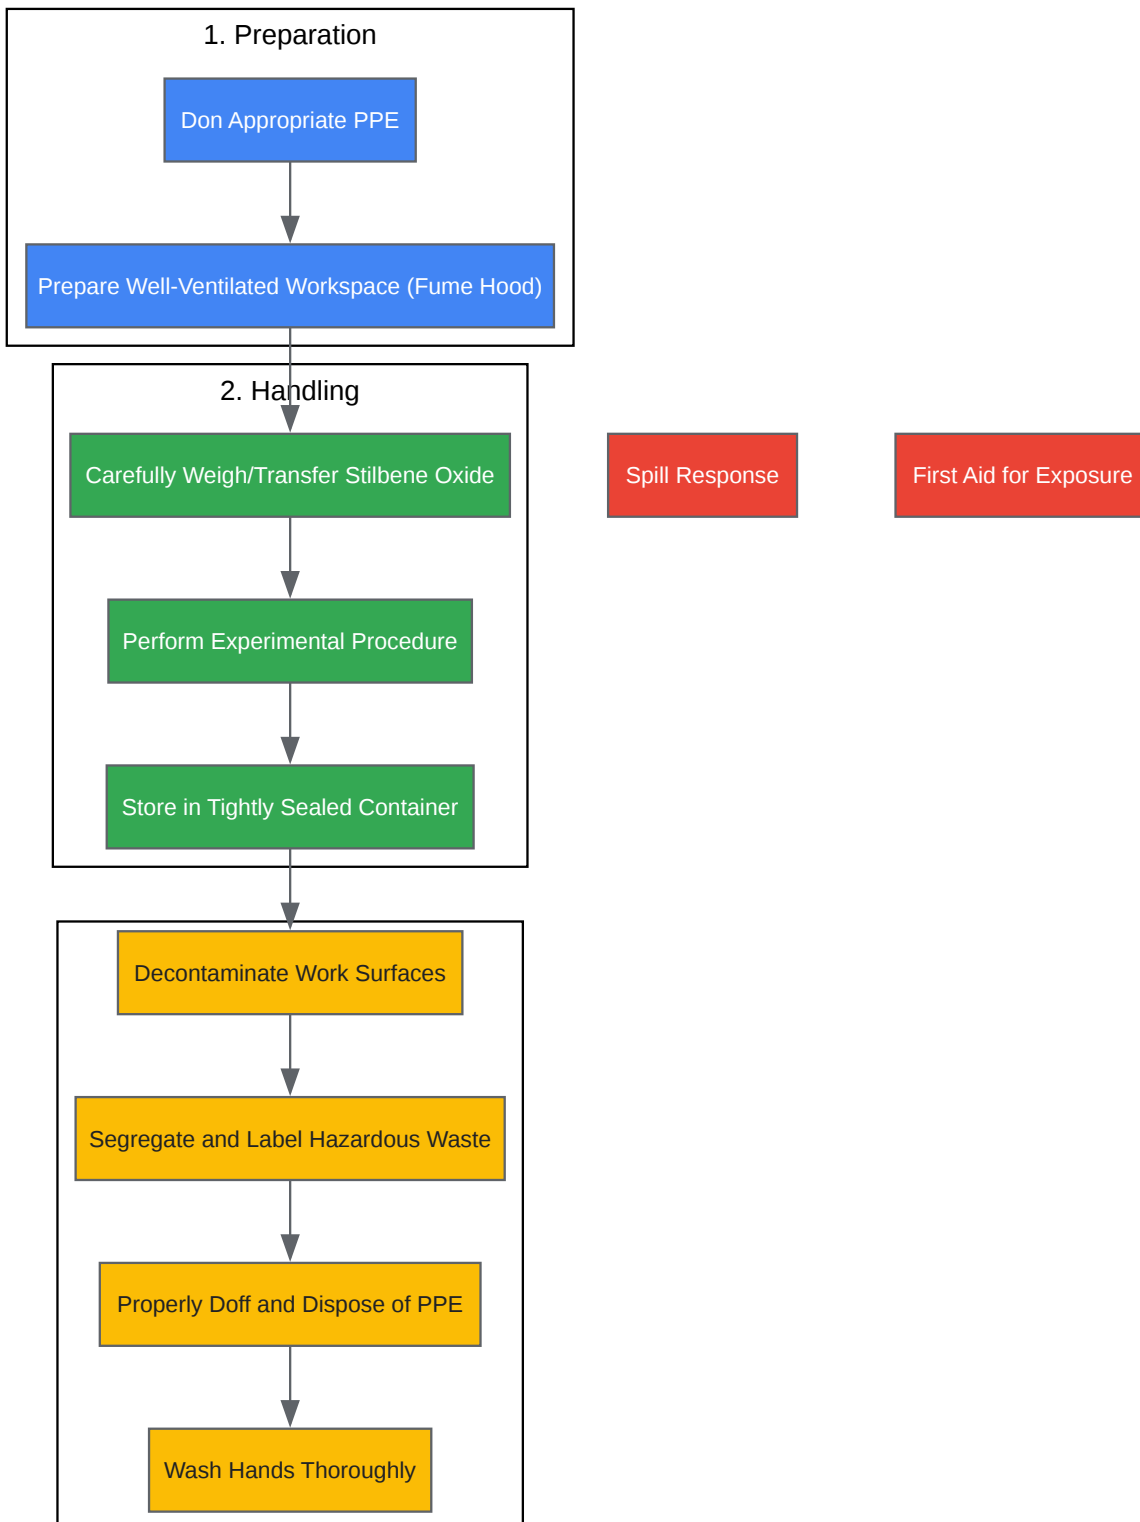 1. Preparation
Don Appropriate PPE
Prepare Well-Ventilated Workspace (Fume Hood)
2. Handling
Carefully Weigh/Transfer Stilbene Oxide
Spill Response
First Aid for Exposure
Perform Experimental Procedure
Store in Tightly Sealed Container
Decontaminate Work Surfaces
Segregate and Label Hazardous Waste
Properly Doff and Dispose of PPE
Wash Hands Thoroughly